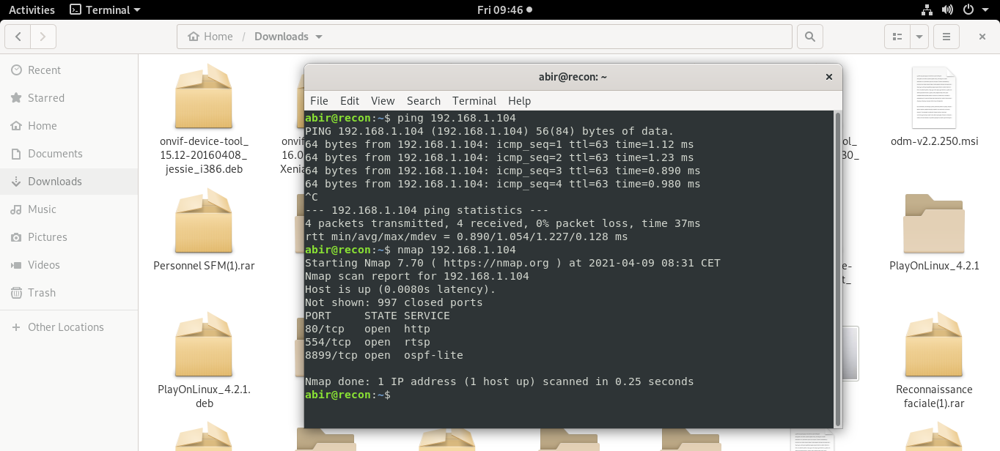 Activities Terminal Fri 09:46
Home / Downloads
Recent
Starred
Home
Documents
Downloads
Music
Pictures
Videos
Trash
+ Other Locations
onvif-device-tool_
15.12-20160408_
jessie_i386.deb
onvif
16.0
Xenia
ol_
30_
odm-v2.2.250.msi
Personnel SFM(1).rar
e-
t_
PlayOnLinux_4.2.1
PlayOnLinux_4.2.1.
deb
Reconnaissance
faciale(1).rar
abir@recon: ~
File Edit View Search Terminal Help
abir@recon:~$ ping 192.168.1.104
PING 192.168.1.104 (192.168.1.104) 56(84) bytes of data.
64 bytes from 192.168.1.104: icmp_seq=1 ttl=63 time=1.12 ms
64 bytes from 192.168.1.104: icmp_seq=2 ttl=63 time=1.23 ms
64 bytes from 192.168.1.104: icmp_seq=3 ttl=63 time=0.890 ms
64 bytes from 192.168.1.104: icmp_seq=4 ttl=63 time=0.980 ms
^C
--- 192.168.1.104 ping statistics ---
4 packets transmitted, 4 received, 0% packet loss, time 37ms
rtt min/avg/max/mdev = 0.890/1.054/1.227/0.128 ms
abir@recon:~$ nmap 192.168.1.104
Starting Nmap 7.70 ( https://nmap.org ) at 2021-04-09 08:31 CET
Nmap scan report for 192.168.1.104
Host is up (0.0080s latency).
Not shown: 997 closed ports
PORT STATE SERVICE
80/tcp open http
554/tcp open rtsp
8899/tcp open ospf-lite
Nmap done: 1 IP address (1 host up) scanned in 0.25 seconds
abir@recon:~$